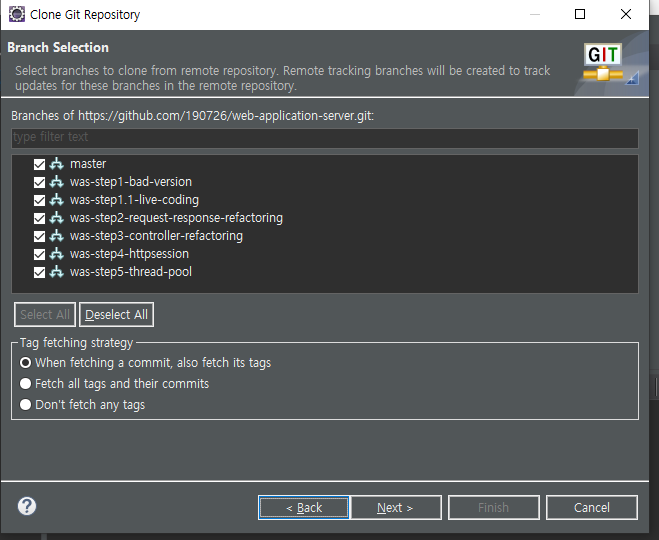 Clone Git Repository
Branch Selection
Select branches to clone from remote repository. Remote tracking branches will be created to track
updates for these branches in the remote repository.
GIT
Branches of https://github.com/190726/web-application-server.git:
type filter text
master
was-step1-bad-version
was-step1.1-live-coding
was-step2-request-response-refactoring
was-step3-controller-refactoring
was-step4-httpsession
was-step5-thread-pool
Select All Deselect All
Tag fetching strategy
When fetching a commit, also fetch its tags
Fetch all tags and their commits
Don't fetch any tags
? < Back Next > Finish Cancel